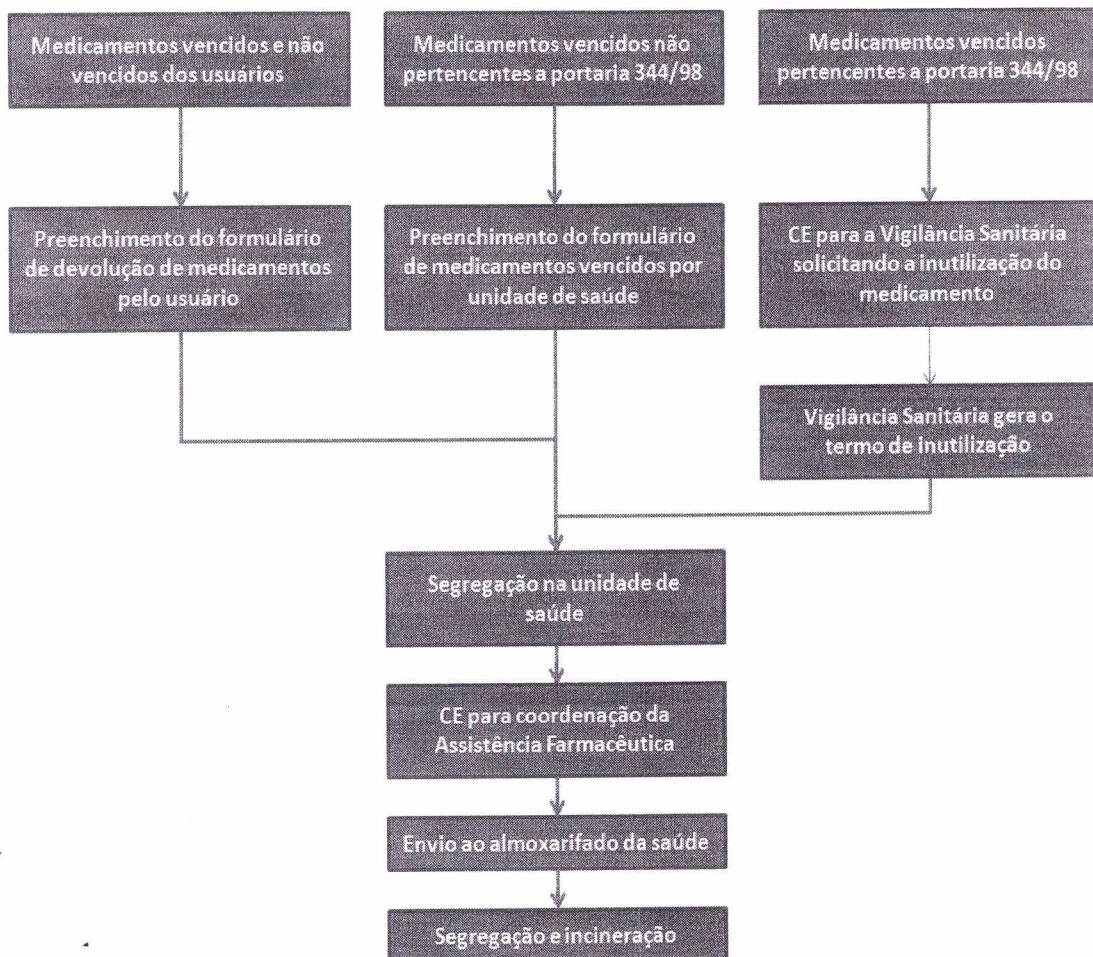 Medicamentos vencidos e não
vencidos dos usuários
Medicamentos vencidos não
pertencentes a portaria 344/98
Medicamentos vencidos
pertencentes a portaria 344/98
Preenchimento do formulário
de devolução de medicamentos
pelo usuário
Preenchimento do formulário
de medicamentos vencidos por
unidade de saúde
CE para a Vigilância Sanitária
solicitando a inutilização do
medicamento
Vigilância Sanitária gera o
termo de inutilização
Segregação na unidade de
saúde
CE para coordenação da
Assistência Farmacêutica
Envio ao almoxarifado da saúde
Segregação e incineração